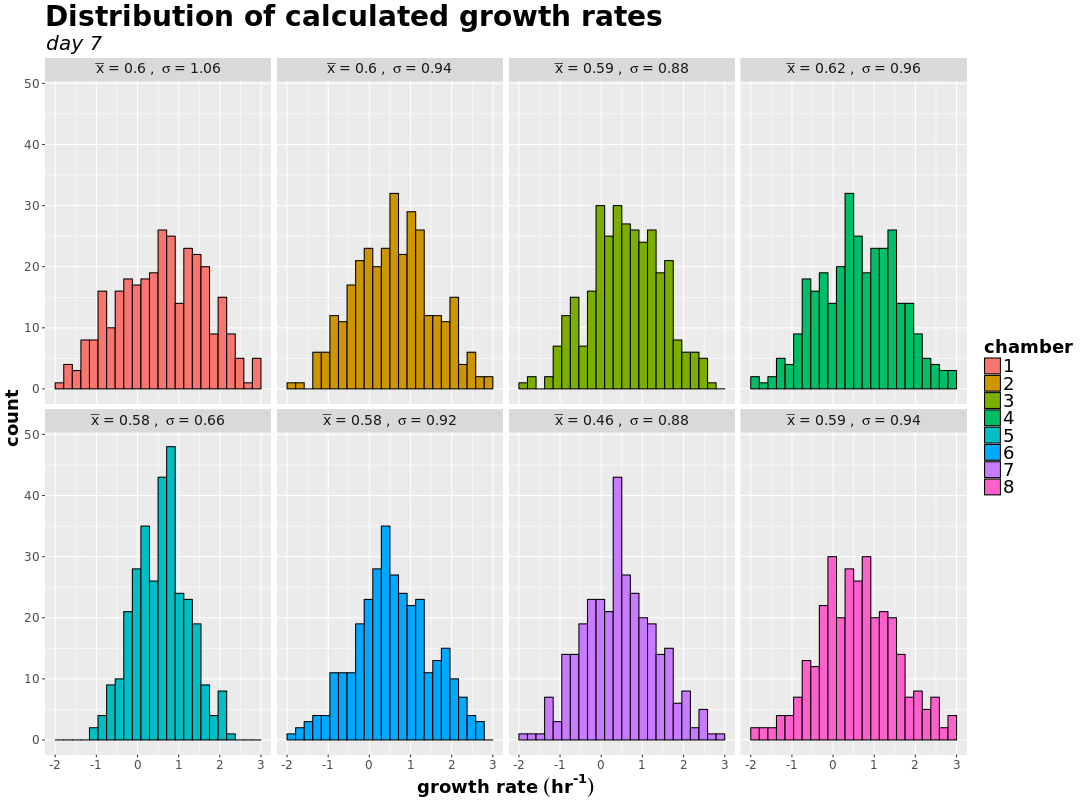 Distribution of calculated growth rates
day 7
x̅ = 0.6 , σ = 1.06
x̅ = 0.6 , σ = 0.94
x̅ = 0.59 , σ = 0.88
x̅ = 0.62 , σ = 0.96
50
40
30
20
10
0
x̅ = 0.58 , σ = 0.66
x̅ = 0.58 , σ = 0.92
x̅ = 0.46 , σ = 0.88
x̅ = 0.59 , σ = 0.94
50
40
30
20
10
0
count
-2 -1 0 1 2 3
-2 -1 0 1 2 3
-2 -1 0 1 2 3
-2 -1 0 1 2 3
growth rate (hr⁻¹)
chamber
1
2
3
4
5
6
7
8